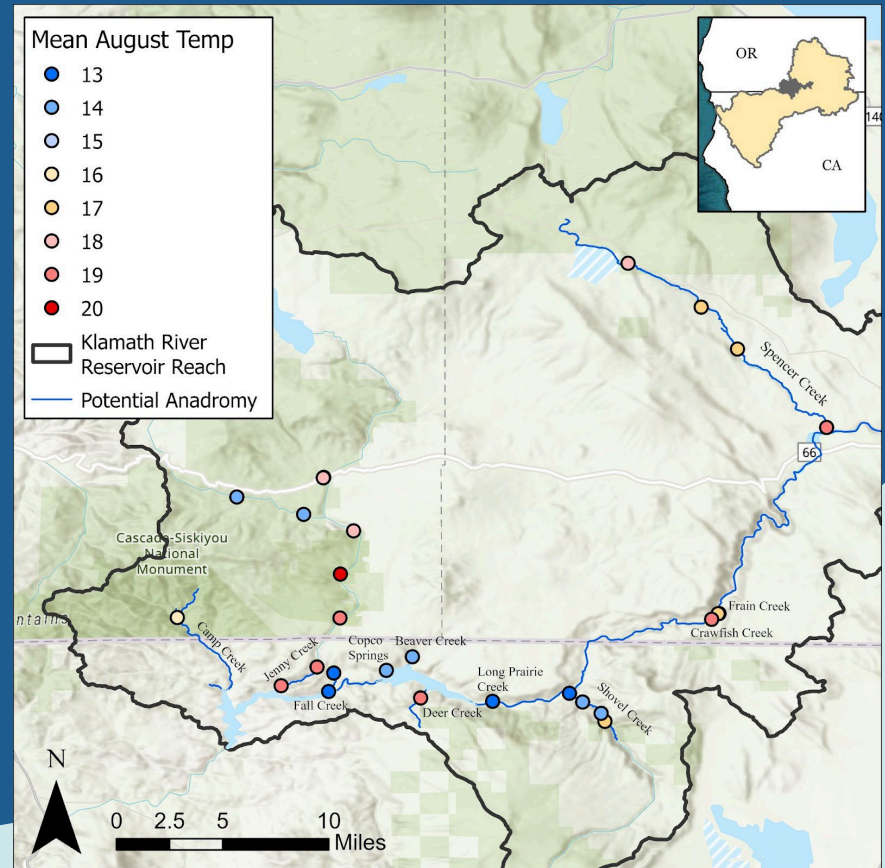 Mean August Temp
13
14
15
16
17
18
19
20
Klamath River
Reservoir Reach
Potential Anadromy
OR
CA
140
Spencer Creek
66
Cascade-Siskiyou
National
Monument
ntains
Camp Creek
Jenny Creek
Copco
Springs
Beaver Creek
Fall Creek
Deer Creek
Long Prairie
Creek
Shovel Creek
Frain Creek
Crawfish Creek
N
0 2.5 5 10
Miles